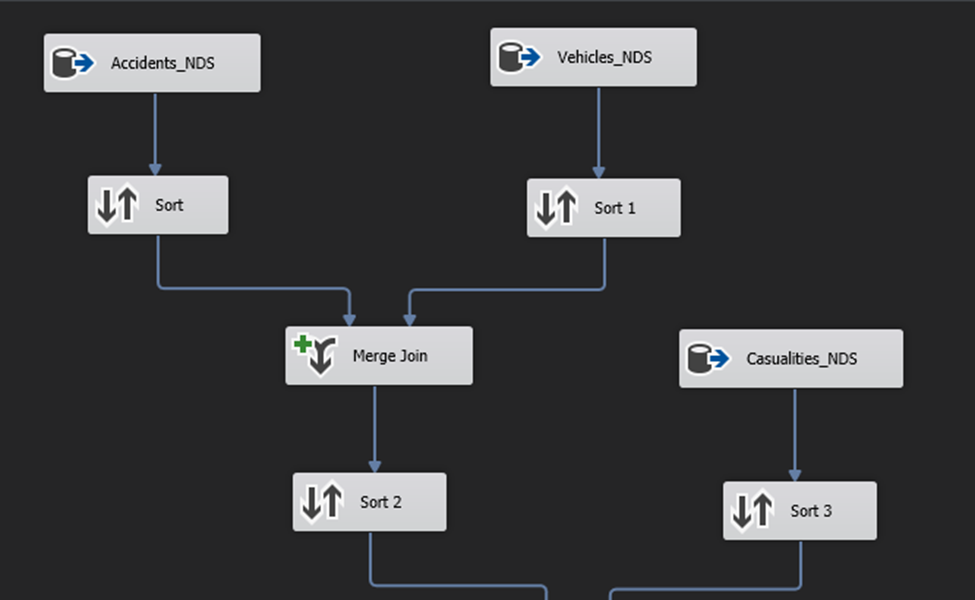 Accidents_NDS
Vehicles_NDS
Sort
Sort 1
Merge Join
Casualities_NDS
Sort 2
Sort 3